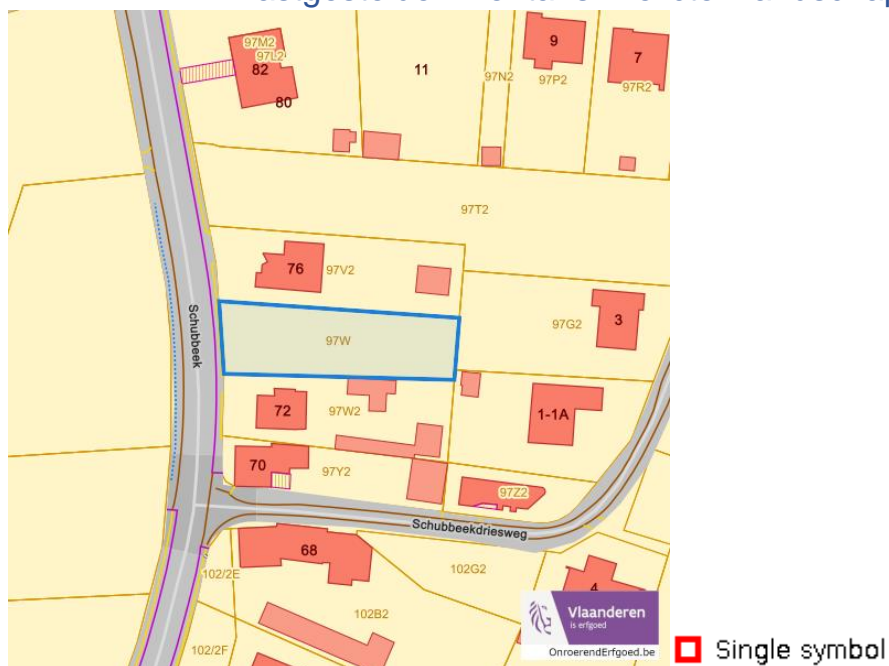 97M2
97L2
82
80
11
97N2
9
97P2
7
97R2
97T2
76
97V2
Schubbeek
97W
97G2
3
72
97W2
1-1A
70
97Y2
97Z2
Schubbeekdriesweg
68
102/2E
102G2
4
102B2
102/2F
Vlaanderen
is erfgoed
OnroerendErfgoed.be
Single symbol